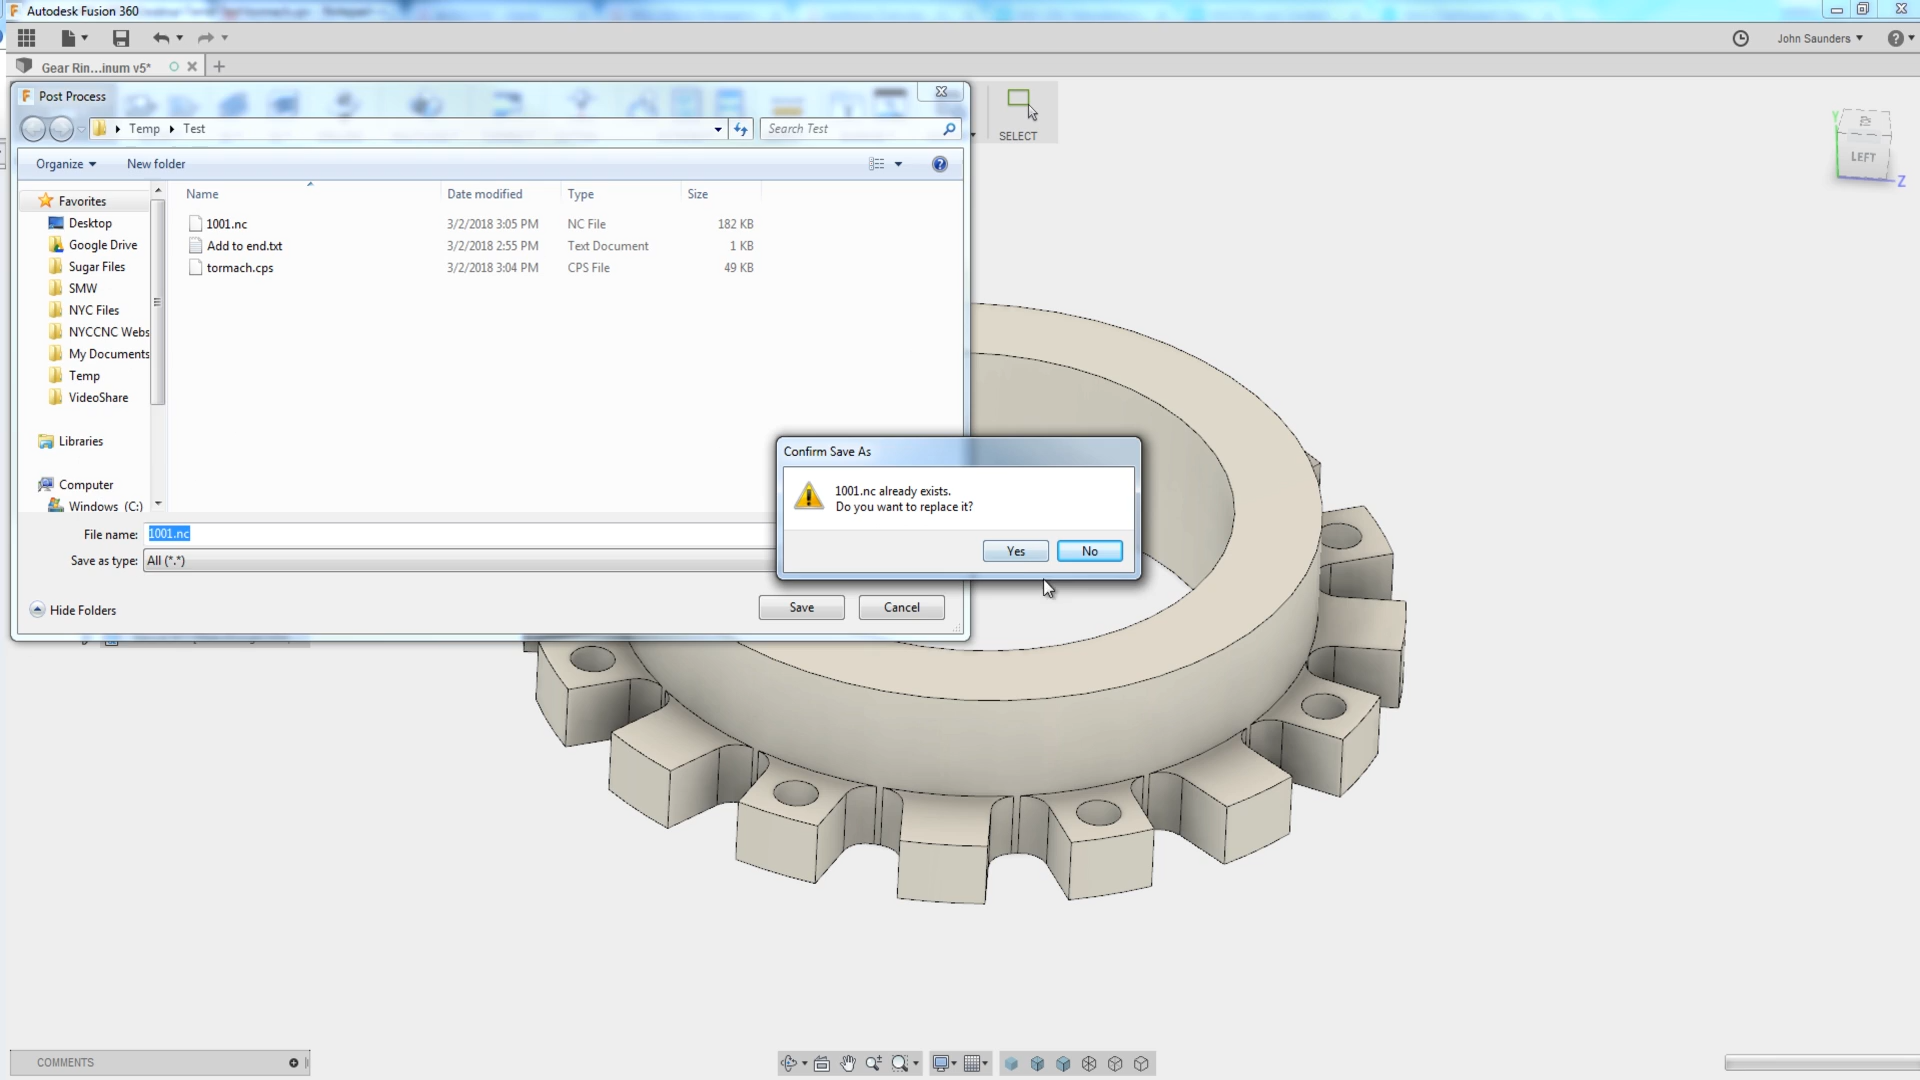 Autodesk Fusion 360
John Saunders
Gear Rin...inum v5*
Post Process
Temp
Test
Search Test
SELECT
LEFT
Z
Organize
New folder
Name
Date modified
Type
Size
Favorites
Desktop
Google Drive
Sugar Files
SMW
NYC Files
NYCCNC Webs
My Documents
Temp
VideoShare
Libraries
Computer
Windows (C:)
1001.nc 3/2/2018 3:05 PM NC File 182 KB
Add to end.txt 3/2/2018 2:55 PM Text Document 1 KB
tormach.cps 3/2/2018 3:04 PM CPS File 49 KB
Confirm Save As
1001.nc already exists.
Do you want to replace it?
Yes
No
File name: 1001.nc
Save as type: All (*.*)
Hide Folders
Save
Cancel
COMMENTS